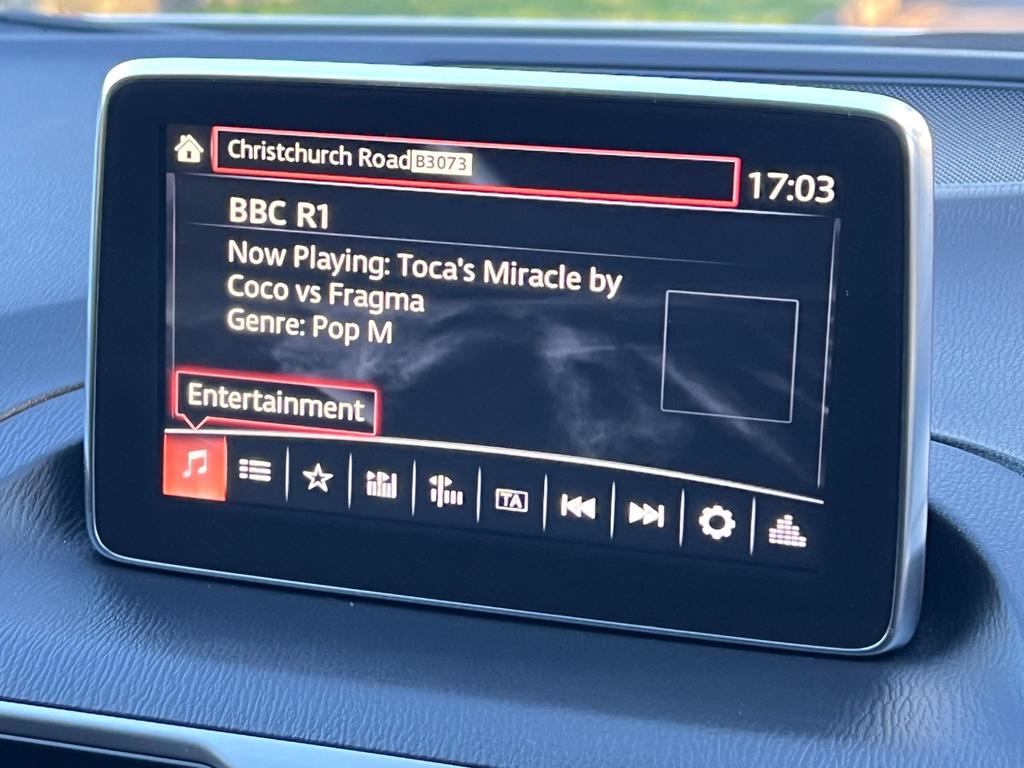 Christchurch Road B3073
17:03
BBC R1
Now Playing: Toca's Miracle by
Coco vs Fragma
Genre: Pop M
Entertainment
TA